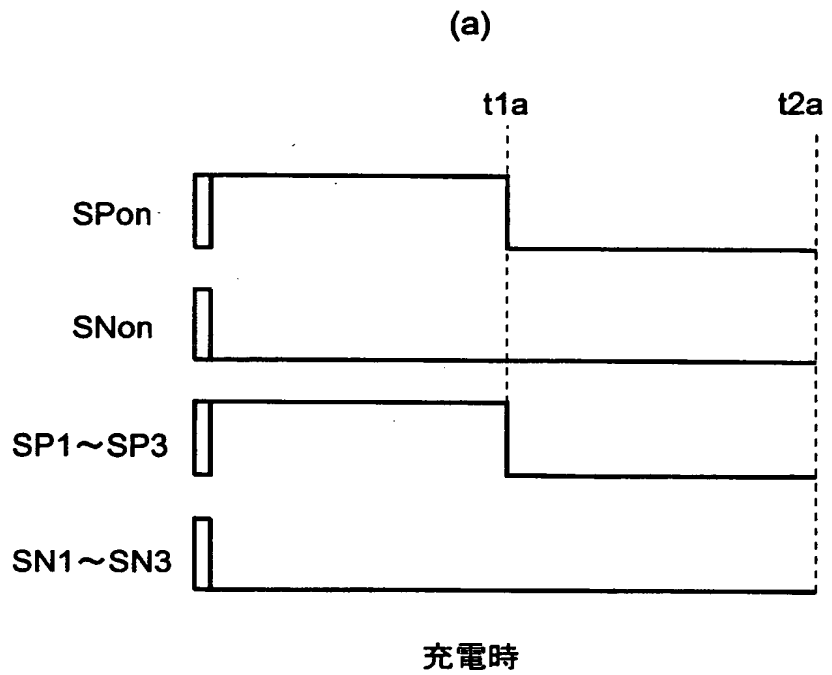 (a)
t1a
t2a
SPon
SNon
SP1～SP3
SN1～SN3
充電時